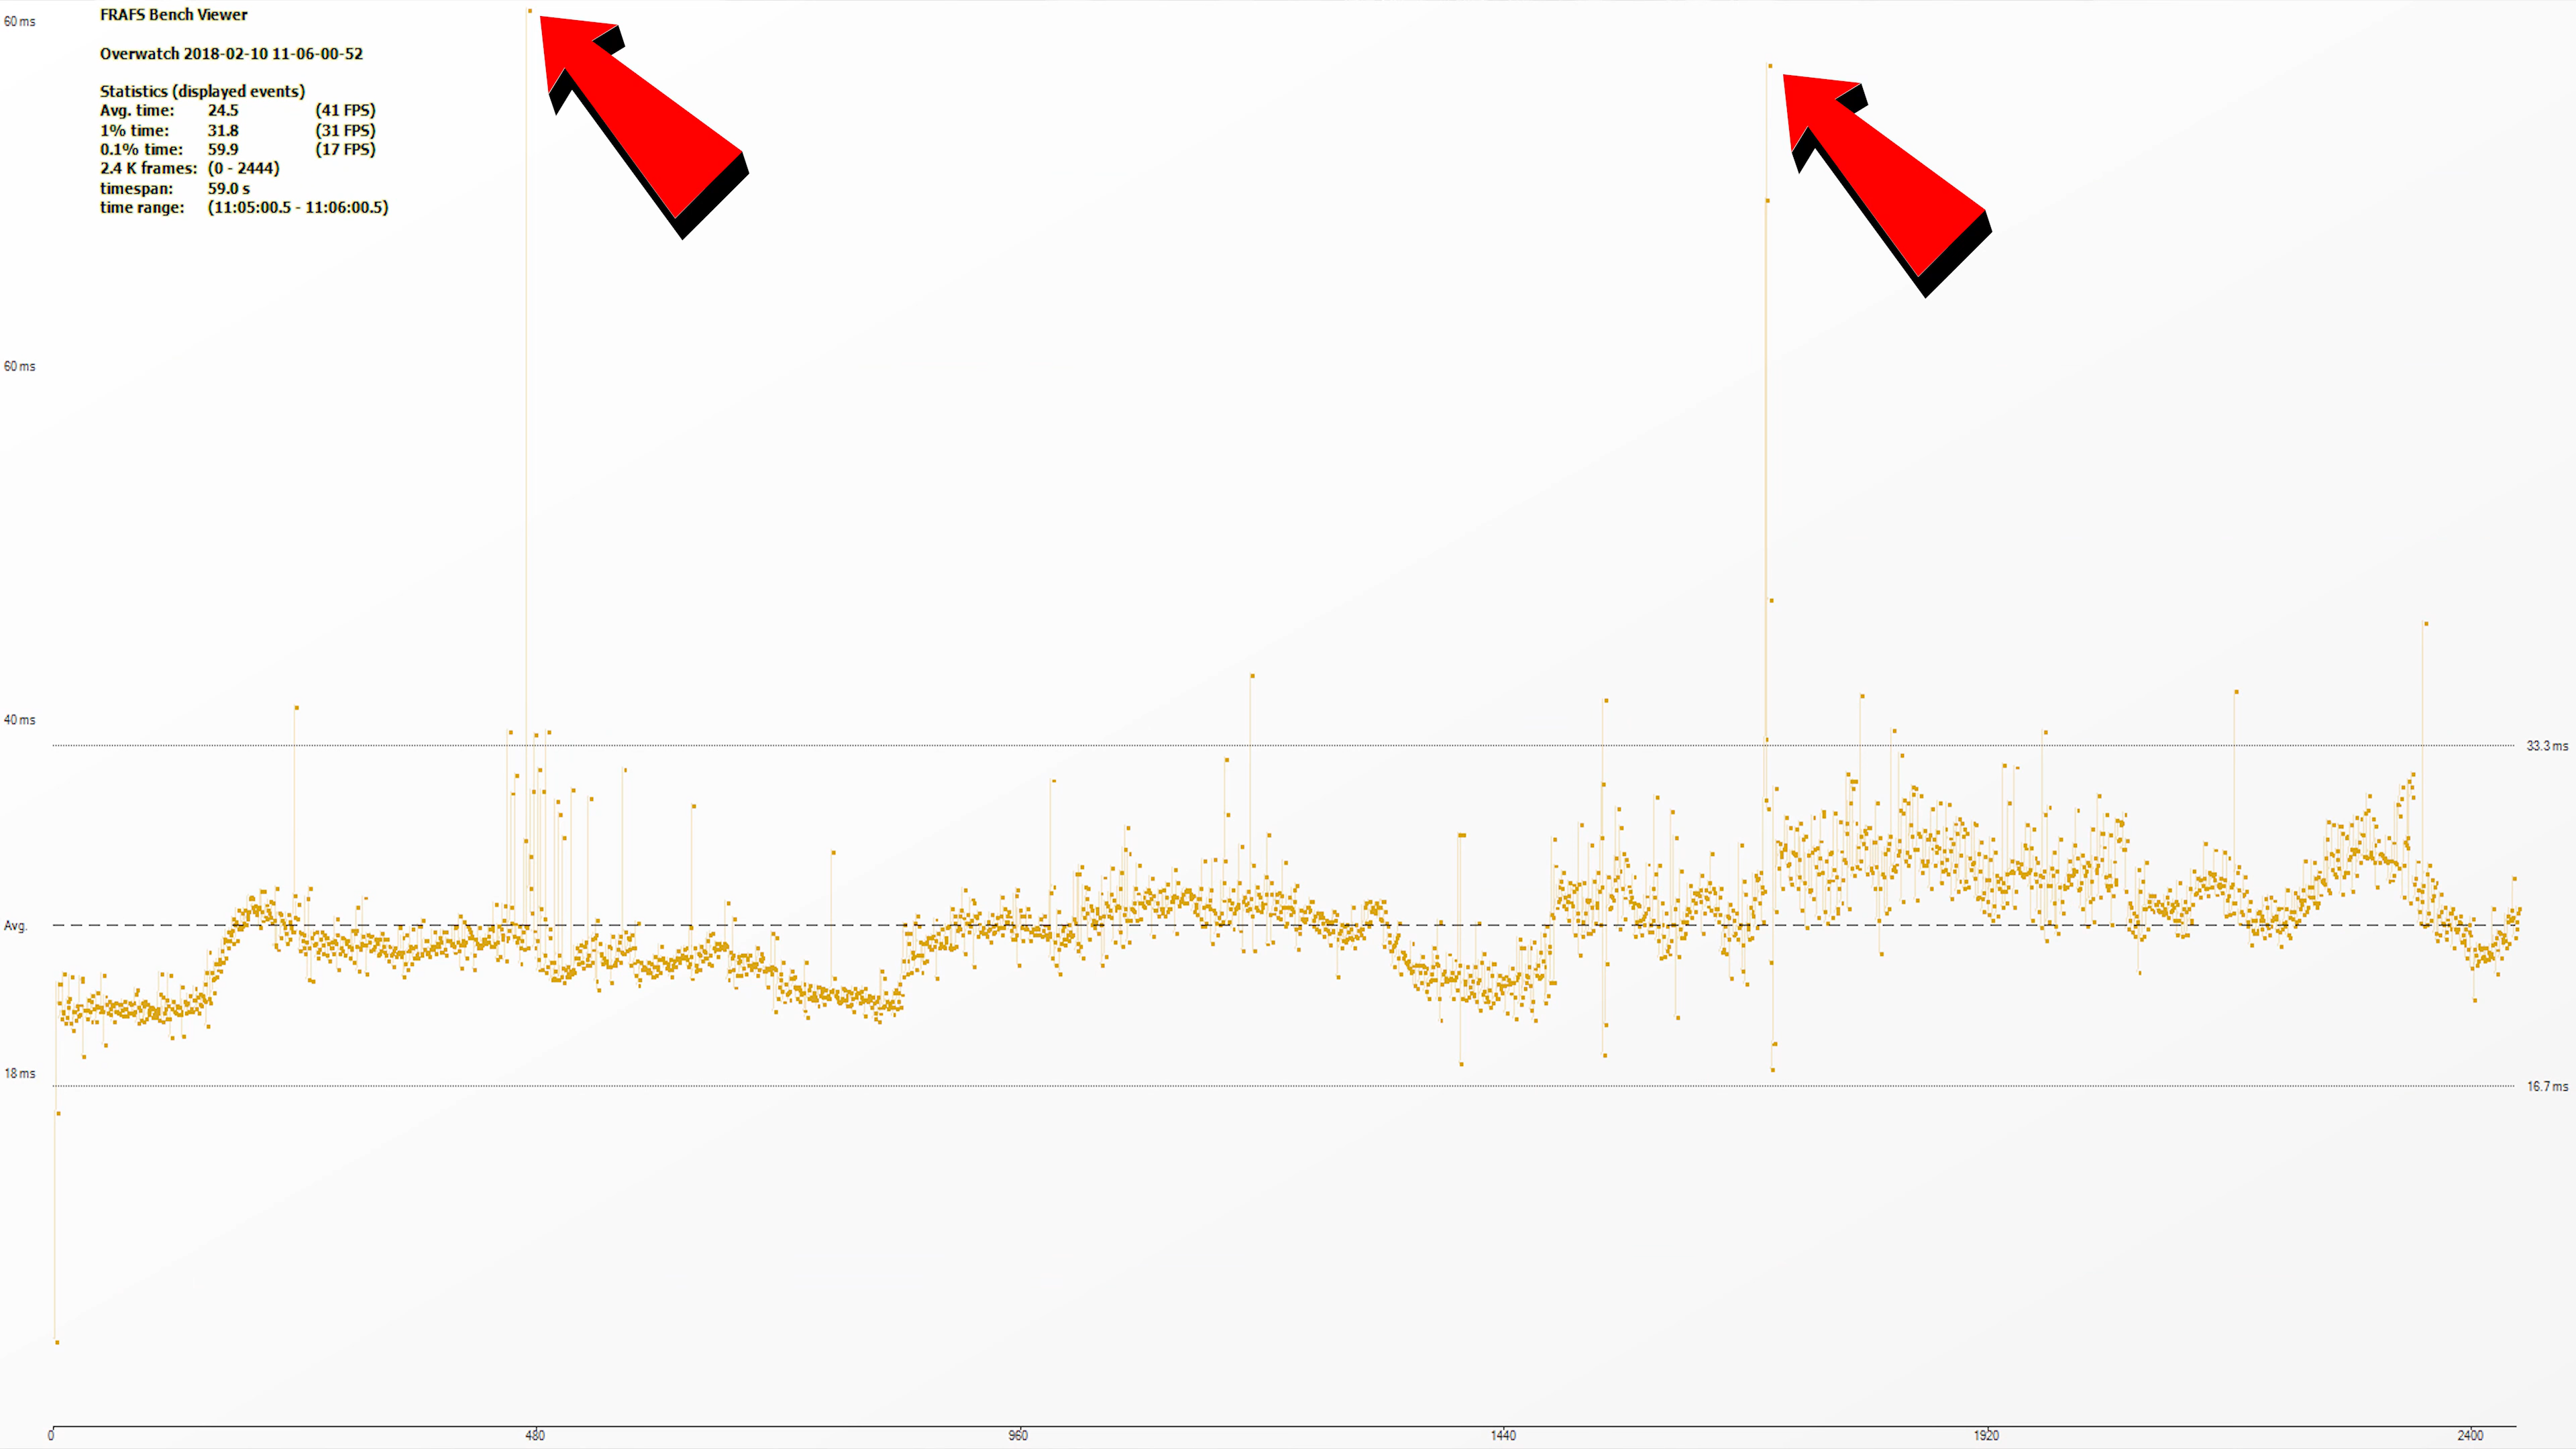 60 ms
FRAFS Bench Viewer
Overwatch 2018-02-10 11-06-00-52
Statistics (displayed events)
Avg. time: 24.5 (41 FPS)
1% time: 31.8 (31 FPS)
0.1% time: 59.9 (17 FPS)
2.4 K frames: (0 - 2444)
timespan: 59.0 s
time range: (11:05:00.5 - 11:06:00.5)
60 ms
40 ms
33.3 ms
Avg.
18 ms
16.7 ms
0 480 960 1440 1920 2400